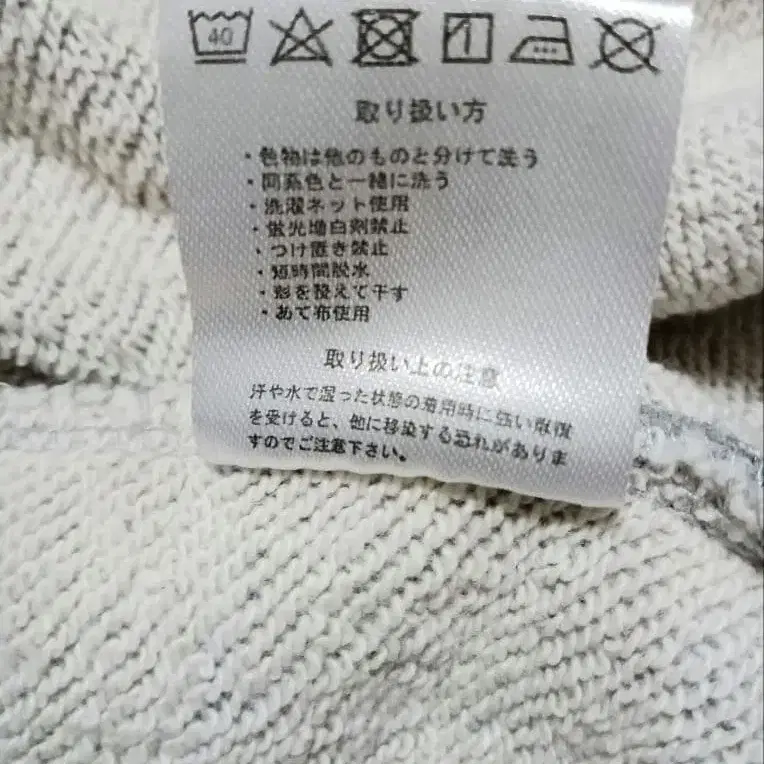 40
取り扱い方
・色物は他のものと分けて洗う
・同系色と一緒に洗う
・洗濯ネット使用
・蛍光増白剤禁止
・つけ置き禁止
・短時間脱水
・形を整えて干す
・あて布使用
取り扱い上の注意
汗や水で湿った状態の着用時に強い摩擦
を受けると、他に移染する恐れがありま
すのでご注意下さい。